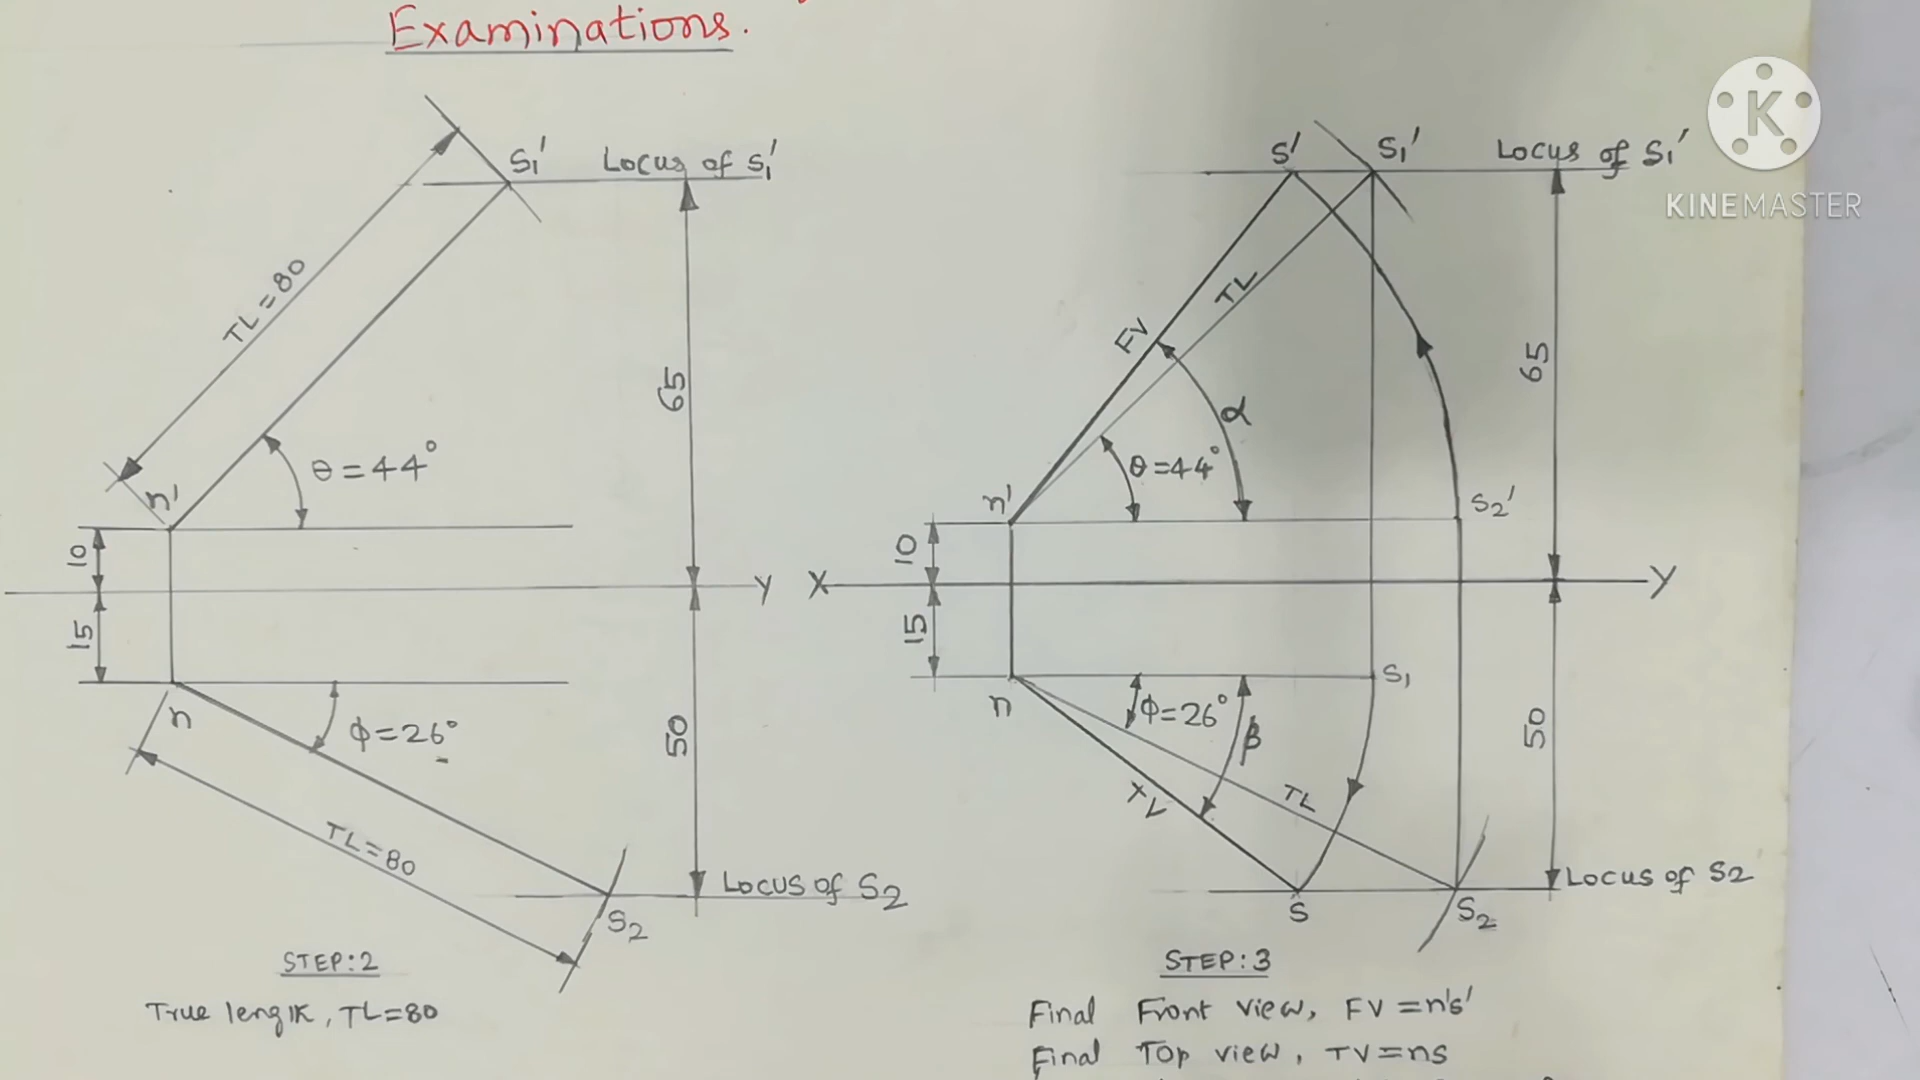 Examinations.
S1'
Locus of S1'
TL=80
65
θ=44°
n'
10
Y
15
n
ϕ=26°
50
TL=80
Locus of S2
S2
STEP:2
True length, TL=80
S'
S1'
Locus of S1'
K
KINEMASTER
TL
FV
65
α
θ=44°
n'
S2'
10
X
Y
15
S1
n
ϕ=26°
β
50
TV
TL
Locus of S2
S
S2
STEP:3
Final Front view, FV=n's'
Final Top view, TV=ns